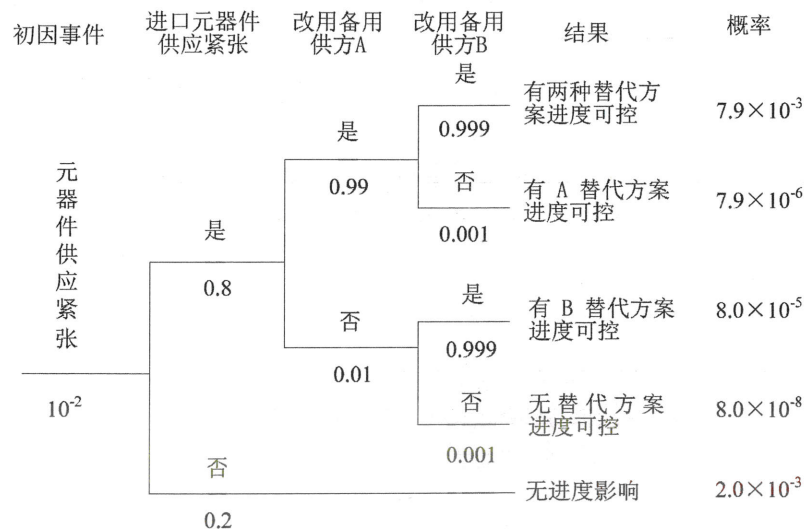 初因事件
进口元器件
供应紧张
改用备用
供方A
改用备用
供方B
结果
概率
元器件供应紧张
10⁻²
是
0.8
否
0.2
是
0.99
否
0.01
是
0.999
否
0.001
是
0.999
否
0.001
有两种替代方
案进度可控
7.9×10⁻³
有 A 替代方案
进度可控
7.9×10⁻⁶
有 B 替代方案
进度可控
8.0×10⁻⁵
无替代方案
进度可控
8.0×10⁻⁸
无进度影响
2.0×10⁻³